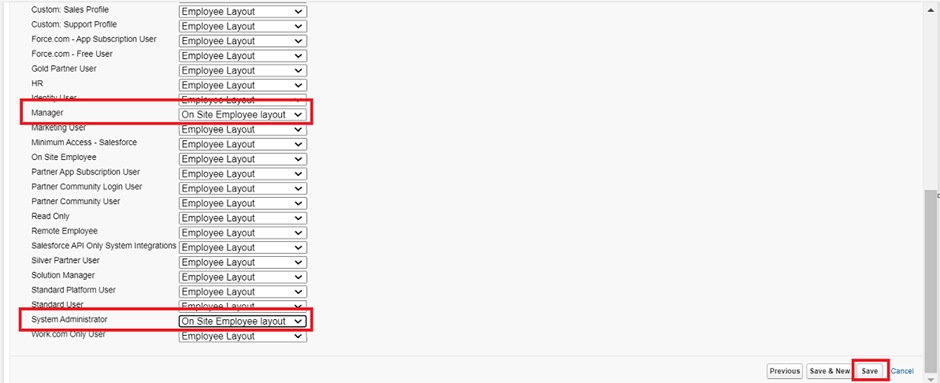 Custom: Sales Profile Employee Layout
Custom: Support Profile Employee Layout
Force.com - App Subscription User Employee Layout
Force.com - Free User Employee Layout
Gold Partner User Employee Layout
HR Employee Layout
Identity User Employee Layout
Manager On Site Employee layout
Marketing User Employee Layout
Minimum Access - Salesforce Employee Layout
On Site Employee Employee Layout
Partner App Subscription User Employee Layout
Partner Community Login User Employee Layout
Partner Community User Employee Layout
Read Only Employee Layout
Remote Employee Employee Layout
Salesforce API Only System Integrations Employee Layout
Silver Partner User Employee Layout
Solution Manager Employee Layout
Standard Platform User Employee Layout
Standard User Employee Layout
System Administrator On Site Employee layout
Work.com Only User Employee Layout
Previous Save & New Save Cancel